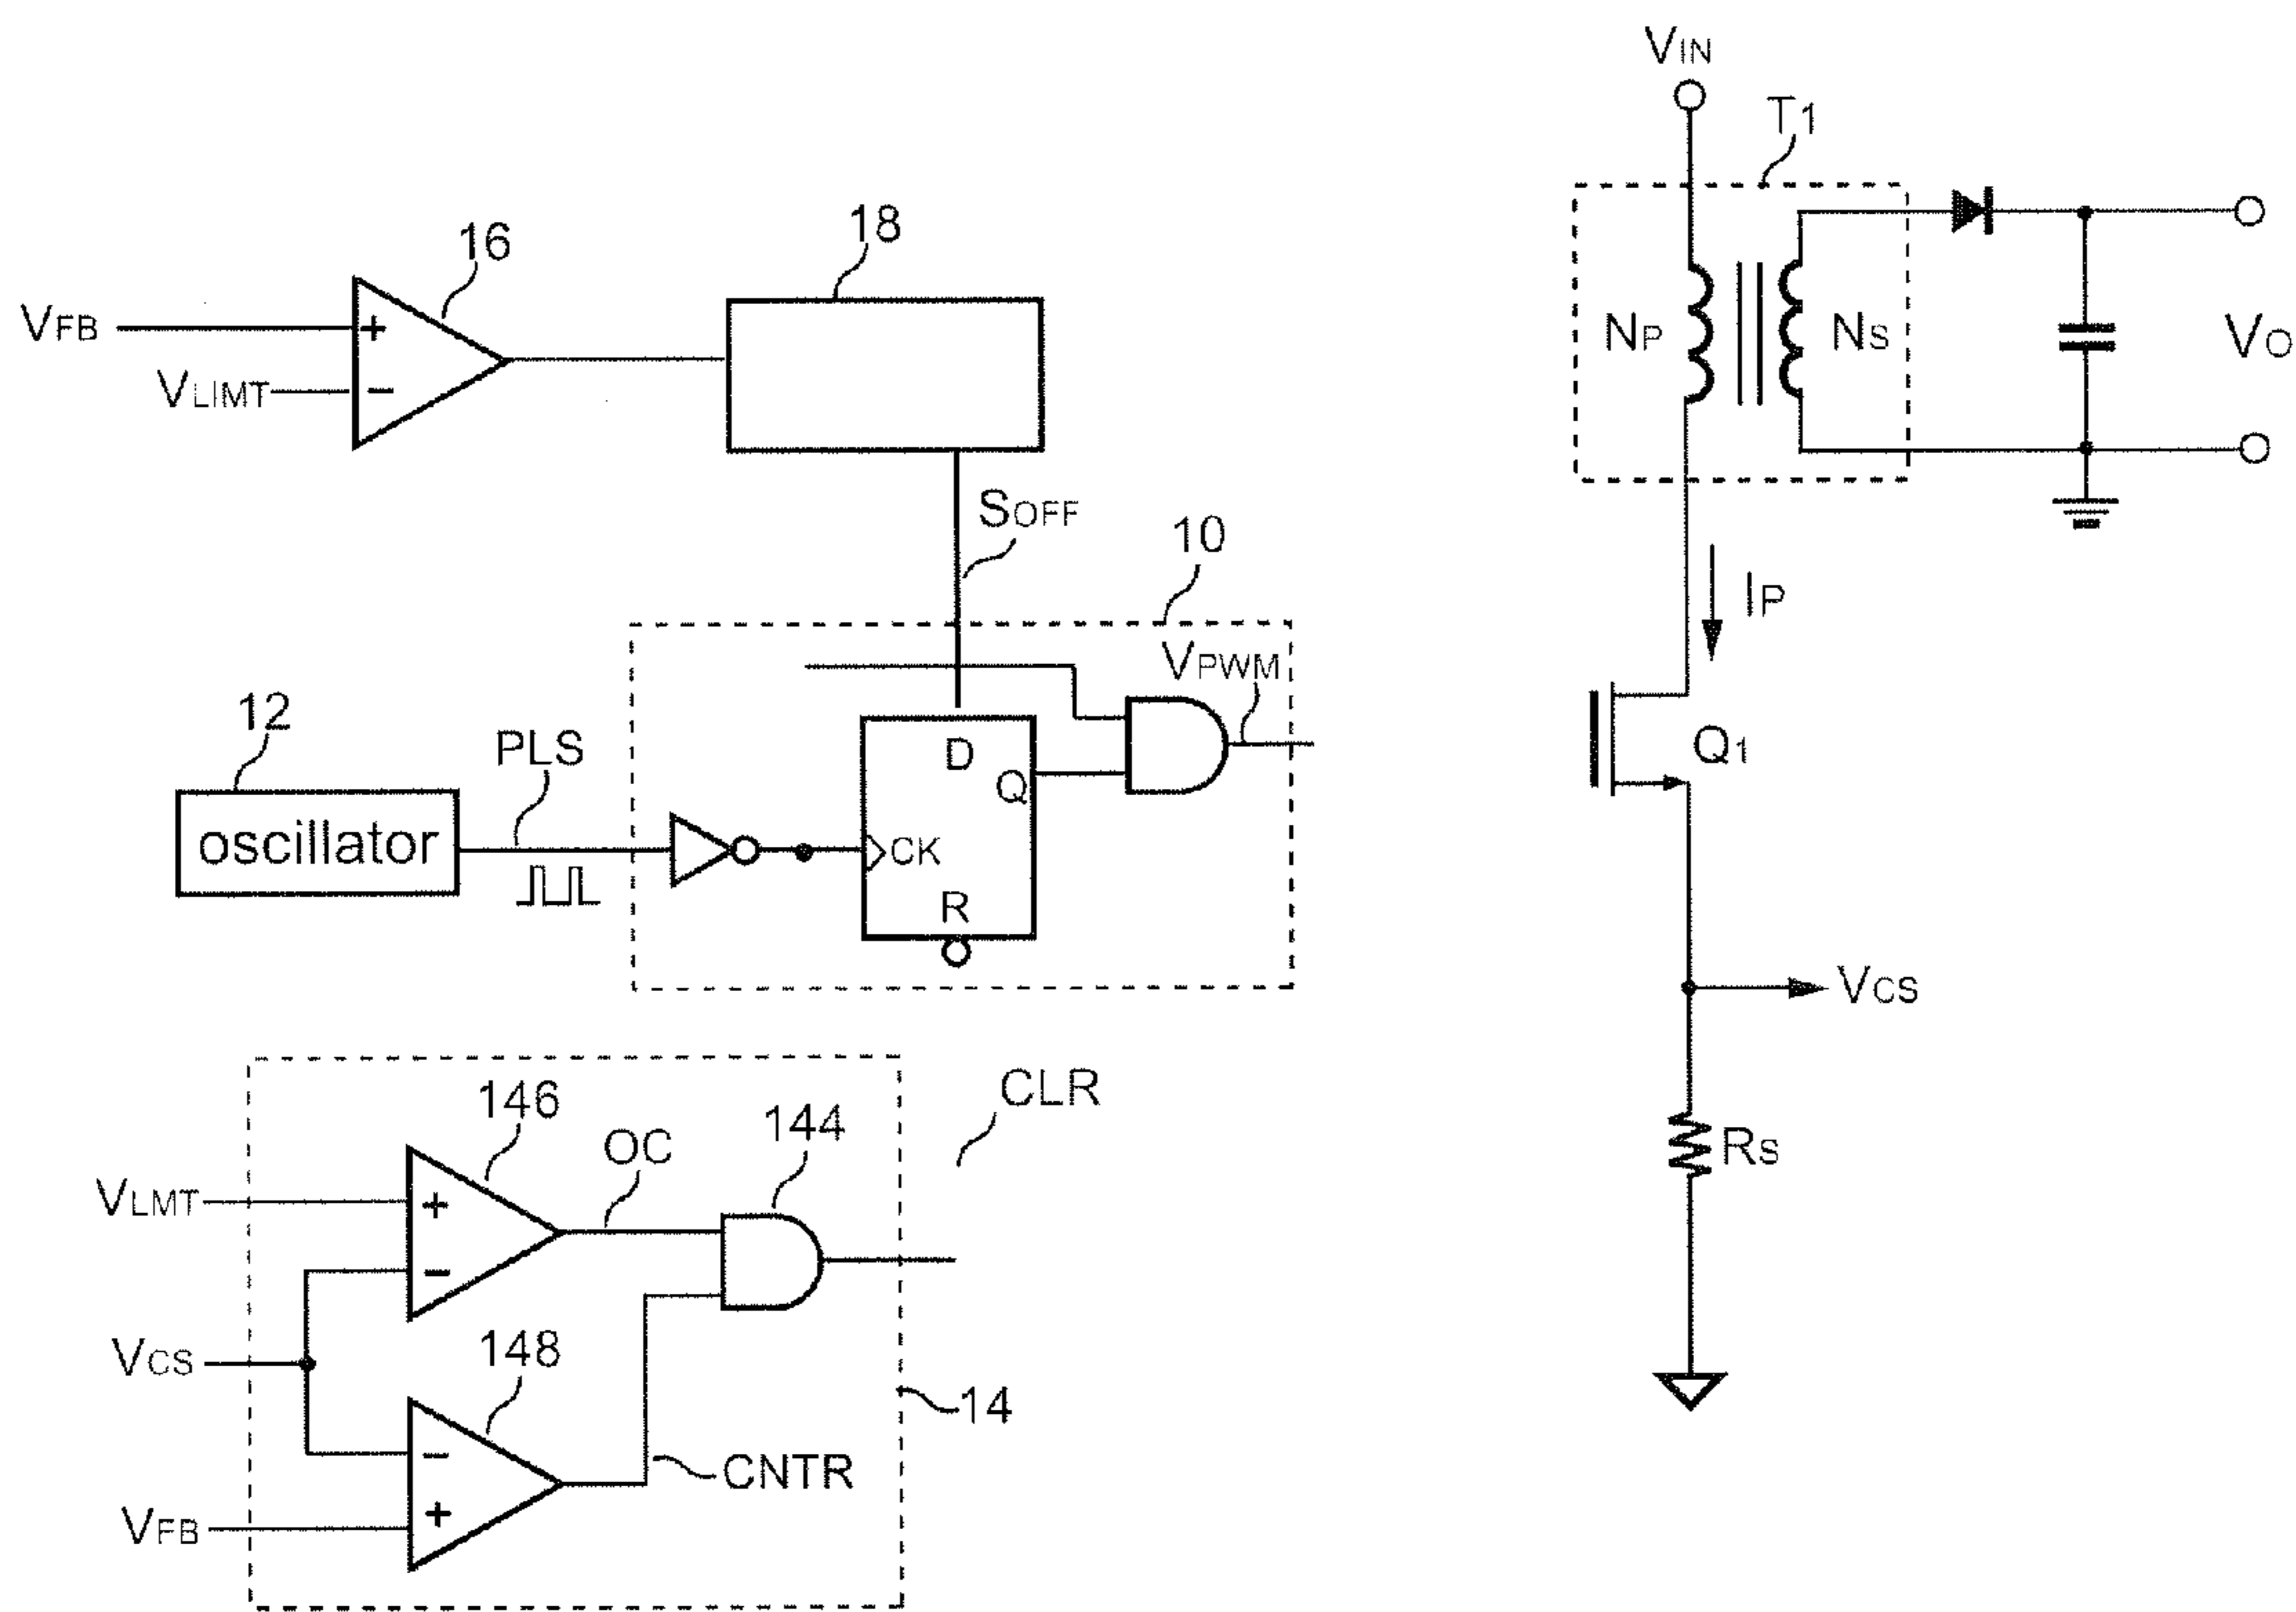 VIN
T1
18
16
VFB
+
VLIMT
−
NP
NS
VO
SOFF
10
IP
VPWM
12
PLS
D
Q
Q1
oscillator
CK
R
VCS
CLR
146
144
OC
RS
VLMT
+
−
VCS
148
14
−
CNTR
+
VFB